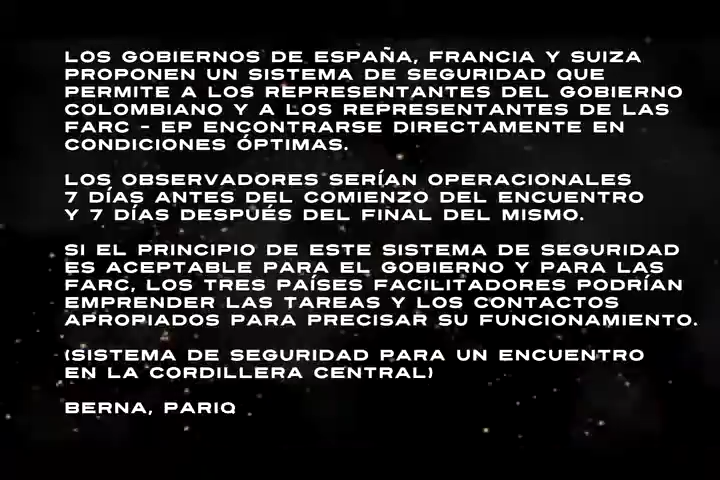 LOS GOBIERNOS DE ESPAÑA, FRANCIA Y SUIZA
PROPONEN UN SISTEMA DE SEGURIDAD QUE
PERMITE A LOS REPRESENTANTES DEL GOBIERNO
COLOMBIANO Y A LOS REPRESENTANTES DE LAS
FARC - EP ENCONTRARSE DIRECTAMENTE EN
CONDICIONES ÓPTIMAS.
LOS OBSERVADORES SERÍAN OPERACIONALES
7 DÍAS ANTES DEL COMIENZO DEL ENCUENTRO
Y 7 DÍAS DESPUÉS DEL FINAL DEL MISMO.
SI EL PRINCIPIO DE ESTE SISTEMA DE SEGURIDAD
ES ACEPTABLE PARA EL GOBIERNO Y PARA LAS
FARC, LOS TRES PAÍSES FACILITADORES PODRÍAN
EMPRENDER LAS TAREAS Y LOS CONTACTOS
APROPIADOS PARA PRECISAR SU FUNCIONAMIENTO.
(SISTEMA DE SEGURIDAD PARA UN ENCUENTRO
EN LA CORDILLERA CENTRAL)
BERNA, PARIQ